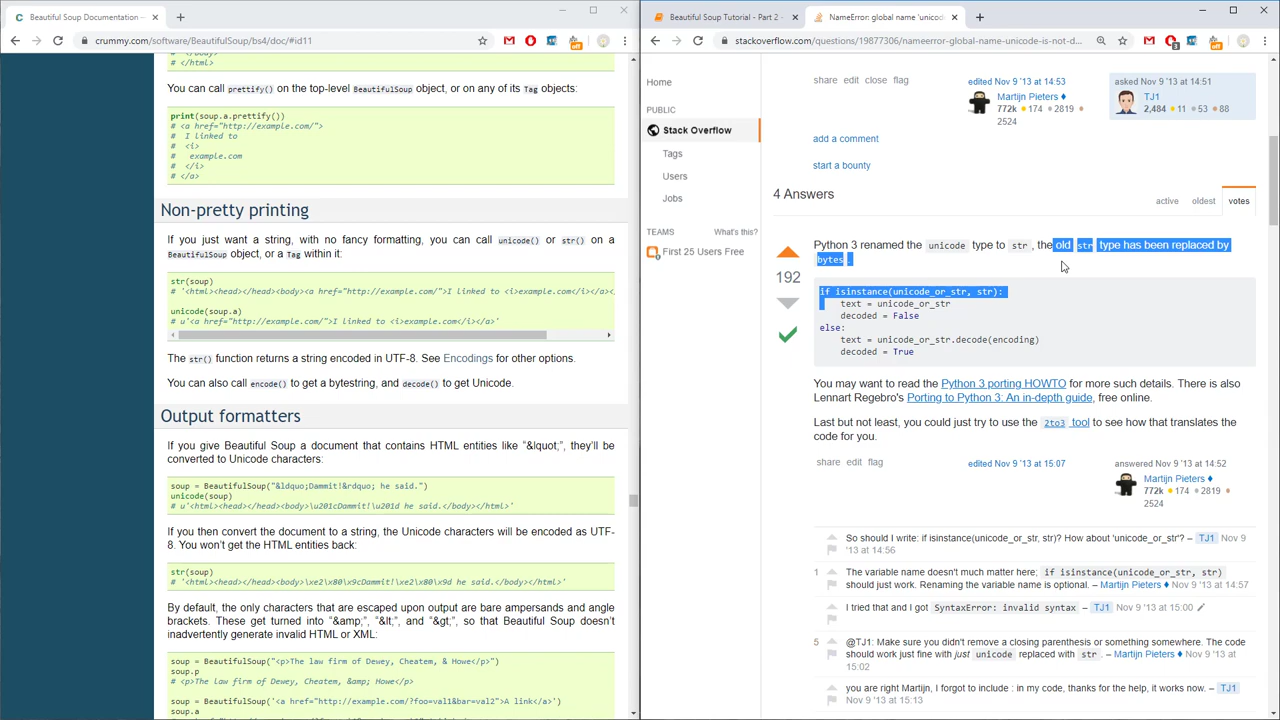 Beautiful Soup Documentation —
crummy.com/software/BeautifulSoup/bs4/doc/#id11
off
# </html>
You can call prettify() on the top-level BeautifulSoup object, or on any of its Tag
objects:
print(soup.a.prettify())
# <a href="http://example.com/">
#  I linked to
#  <i>
#   example.com
#  </i>
# </a>
Non-pretty printing
If you just want a string, with no fancy formatting, you can call unicode() or str() on a
BeautifulSoup object, or a Tag within it:
str(soup)
# '<html><head></head><body><a href="http://example.com/">I linked to <i>example.com</i></a>
unicode(soup.a)
# u'<a href="http://example.com/">I linked to <i>example.com</i></a>'
The str() function returns a string encoded in UTF-8. See Encodings for other options.
You can also call encode() to get a bytestring, and decode() to get Unicode.
Output formatters
If you give Beautiful Soup a document that contains HTML entities like “&lquot;”, they’ll be
converted to Unicode characters:
soup = BeautifulSoup("&ldquo;Dammit!&rdquo; he said.")
unicode(soup)
# u'<html><head></head><body>\u201cDammit!\u201d he said.</body></html>'
If you then convert the document to a string, the Unicode characters will be encoded as UTF-
8. You won’t get the HTML entities back:
str(soup)
# '<html><head></head><body>\xe2\x80\x9cDammit!\xe2\x80\x9d he said.</body></html>'
By default, the only characters that are escaped upon output are bare ampersands and angle
brackets. These get turned into “&amp;”, “&lt;”, and “&gt;”, so that Beautiful Soup doesn’t
inadvertently generate invalid HTML or XML:
soup = BeautifulSoup("<p>The law firm of Dewey, Cheatem, & Howe</p>")
soup.p
# <p>The law firm of Dewey, Cheatem, &amp; Howe</p>
soup = BeautifulSoup('<a href="http://example.com/?foo=val1&bar=val2">A link</a>')
soup.a
Beautiful Soup Tutorial - Part 2 -
NameError: global name 'unicod
stackoverflow.com/questions/19877306/nameerror-global-name-unicode-is-not-d...
3
off
Home
PUBLIC
Stack Overflow
Tags
Users
Jobs
TEAMS What's this?
First 25 Users Free
share edit close flag
edited Nov 9 '13 at 14:53
Martijn Pieters ♦
772k 174 2819
2524
asked Nov 9 '13 at 14:51
TJ1
2,484 11 53 88
add a comment
start a bounty
4 Answers
active oldest votes
192
Python 3 renamed the unicode type to str , the old str type has been replaced by
bytes .
if isinstance(unicode_or_str, str):
    text = unicode_or_str
    decoded = False
else:
    text = unicode_or_str.decode(encoding)
    decoded = True
You may want to read the Python 3 porting HOWTO for more such details. There is also
Lennart Regebro's Porting to Python 3: An in-depth guide, free online.
Last but not least, you could just try to use the 2to3 tool to see how that translates the
code for you.
share edit flag
edited Nov 9 '13 at 15:07
answered Nov 9 '13 at 14:52
Martijn Pieters ♦
772k 174 2819
2524
So should I write: if isinstance(unicode_or_str, str)? How about 'unicode_or_str'? – TJ1 Nov 9
'13 at 14:56
1 The variable name doesn't much matter here; if isinstance(unicode_or_str, str)
should just work. Renaming the variable name is optional. – Martijn Pieters ♦ Nov 9 '13 at 14:57
I tried that and I got SyntaxError: invalid syntax – TJ1 Nov 9 '13 at 15:00
5 @TJ1: Make sure you didn't remove a closing parenthesis or something somewhere. The code
should work just fine with just unicode replaced with str . – Martijn Pieters ♦ Nov 9 '13 at
15:02
you are right Martijn, I forgot to include : in my code, thanks for the help, it works now. – TJ1
Nov 9 '13 at 15:13